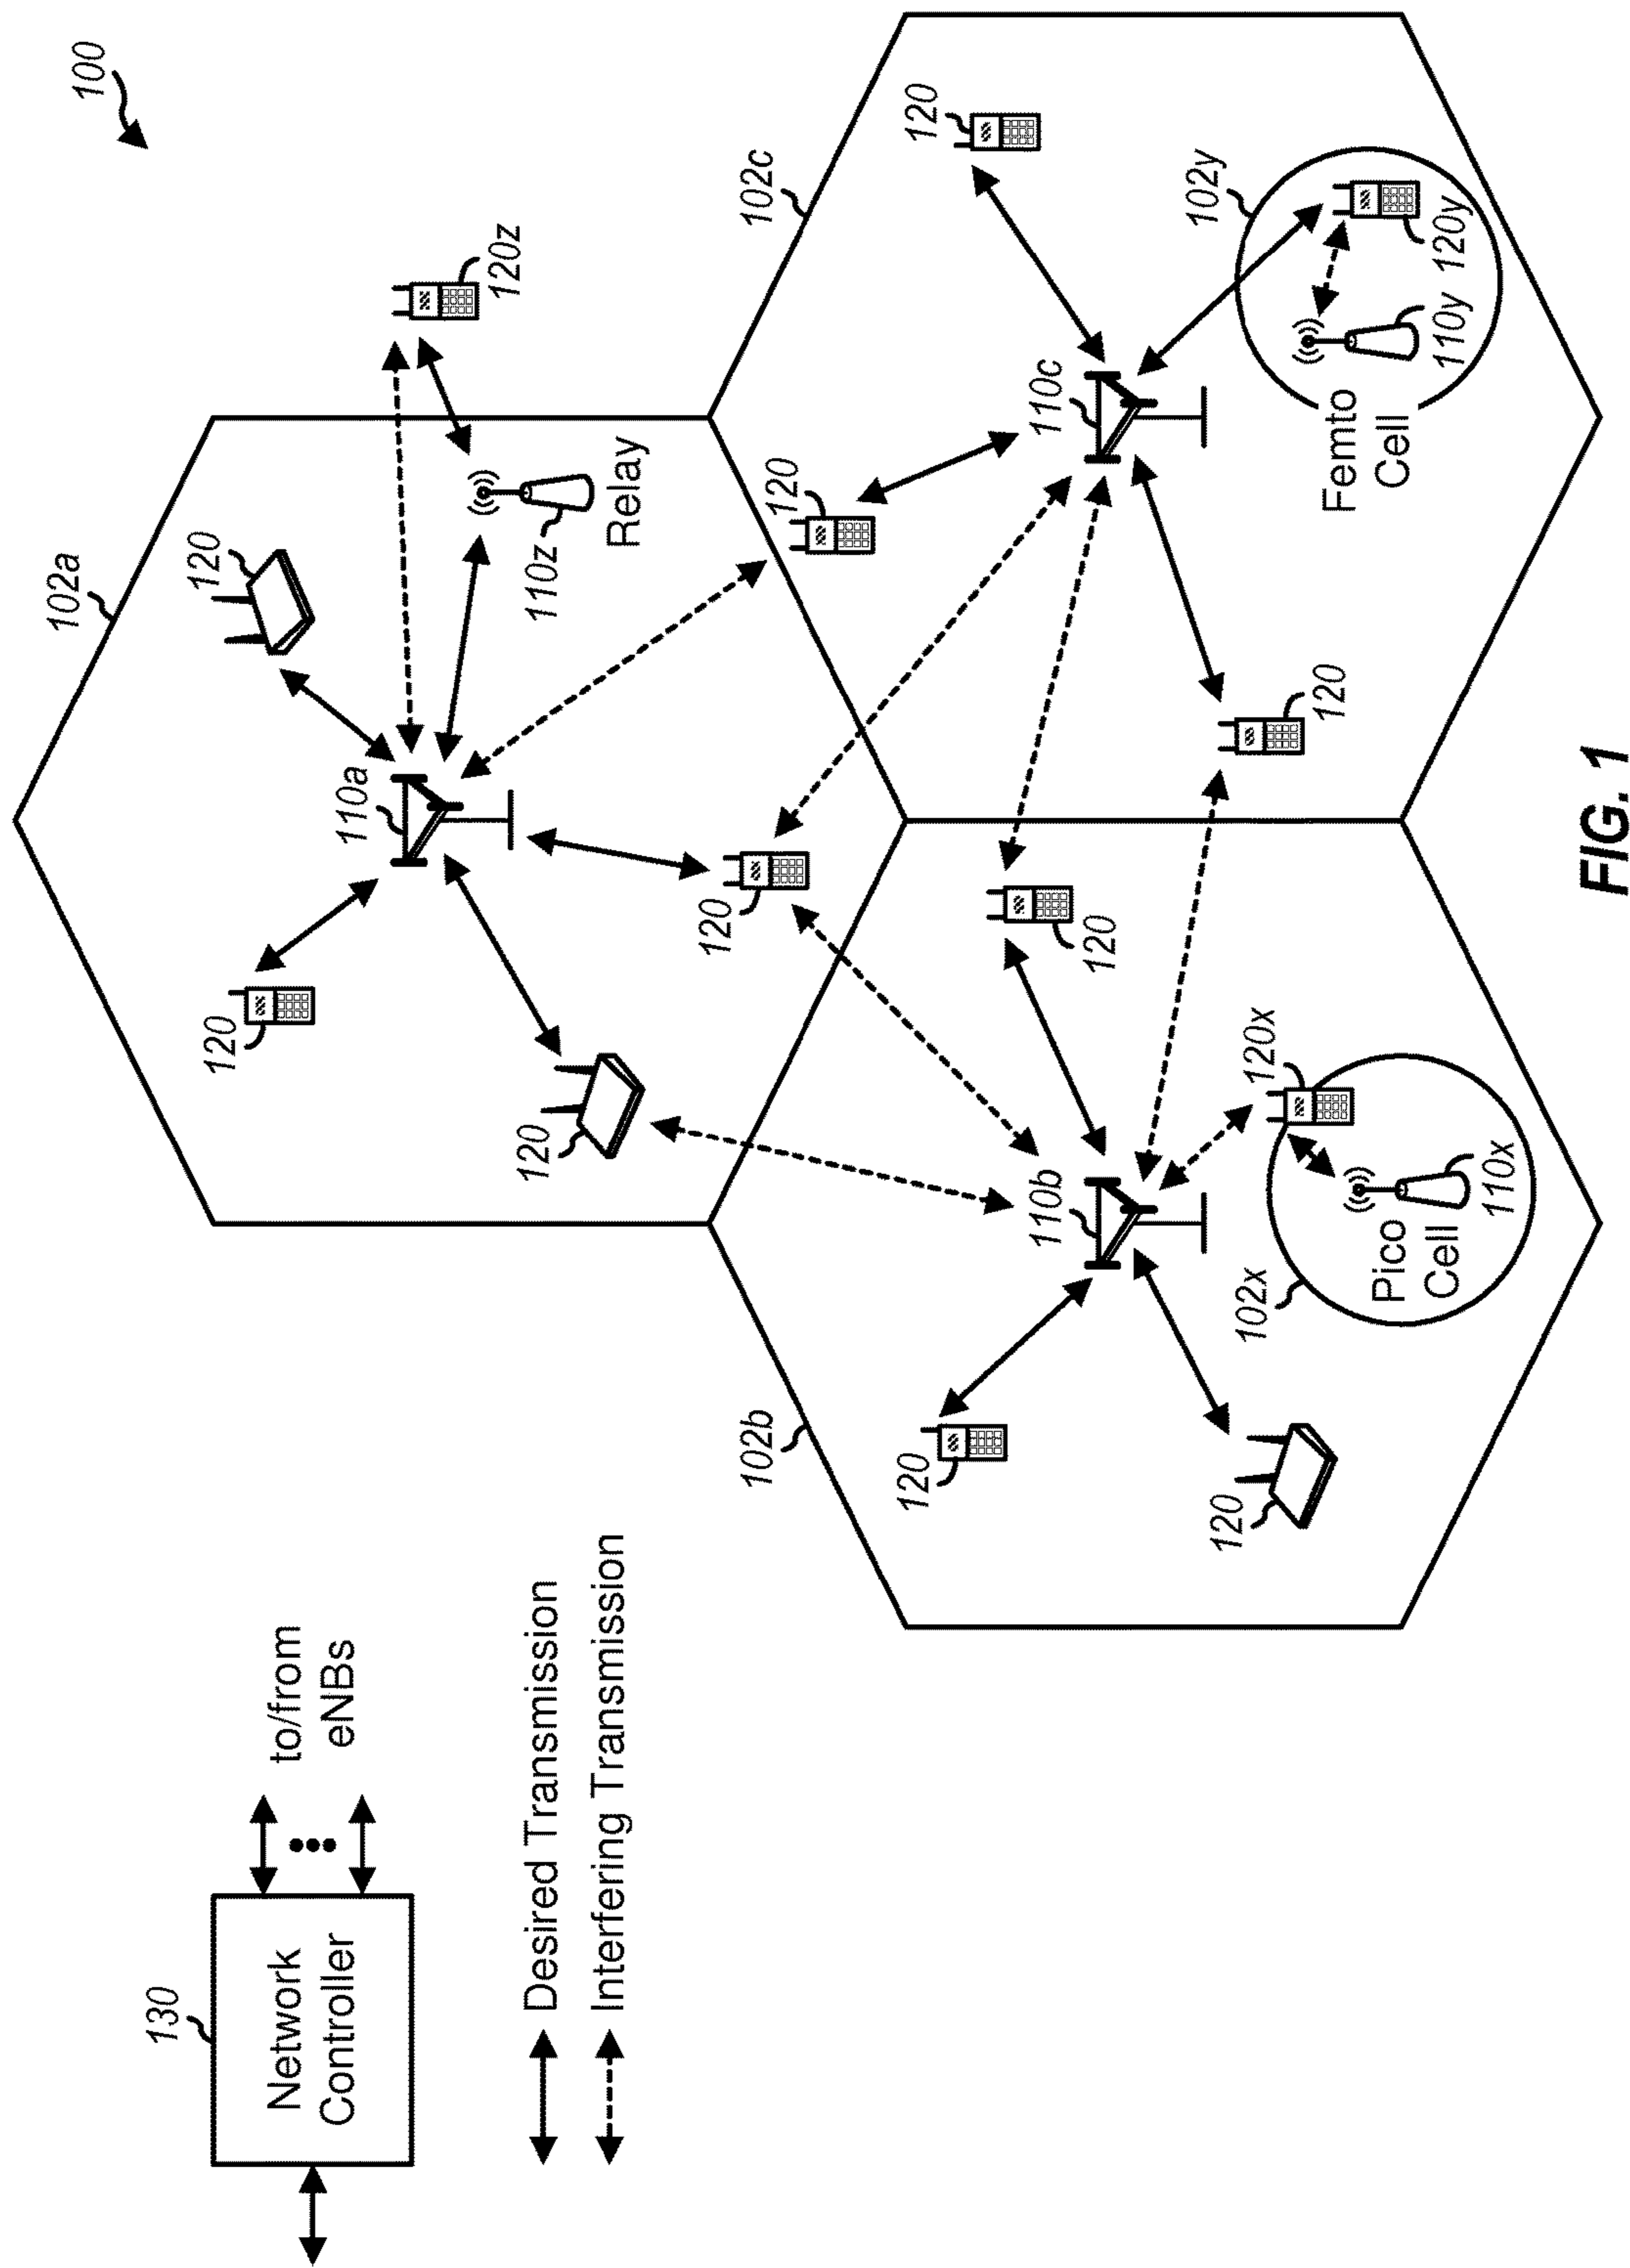 100
130
Network
Controller
to/from
eNBs
Desired Transmission
Interfering Transmission
102a
120
120
110a
120z
120
110z
Relay
120
120
102b
102c
120
110b
120
120
110c
120
120
102x
Pico
Cell
110x
120x
120
102y
Femto
Cell
110y
120y
FIG. 1